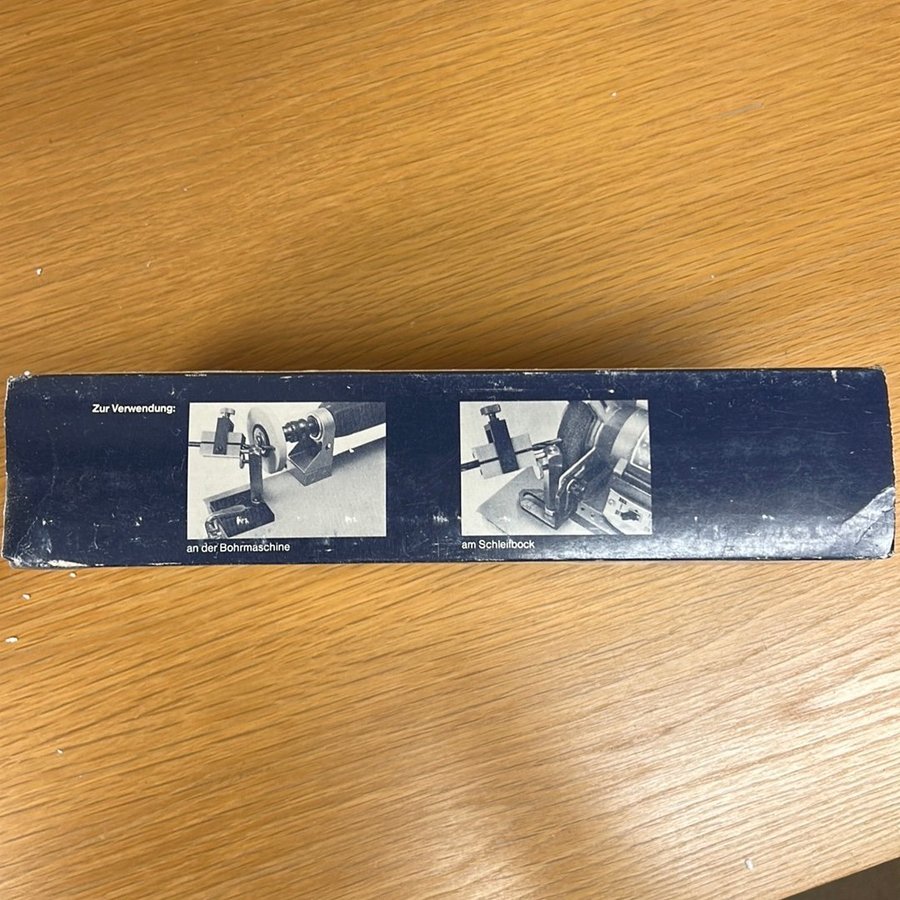 Zur Verwendung:
an der Bohrmaschine
am Schleifbock